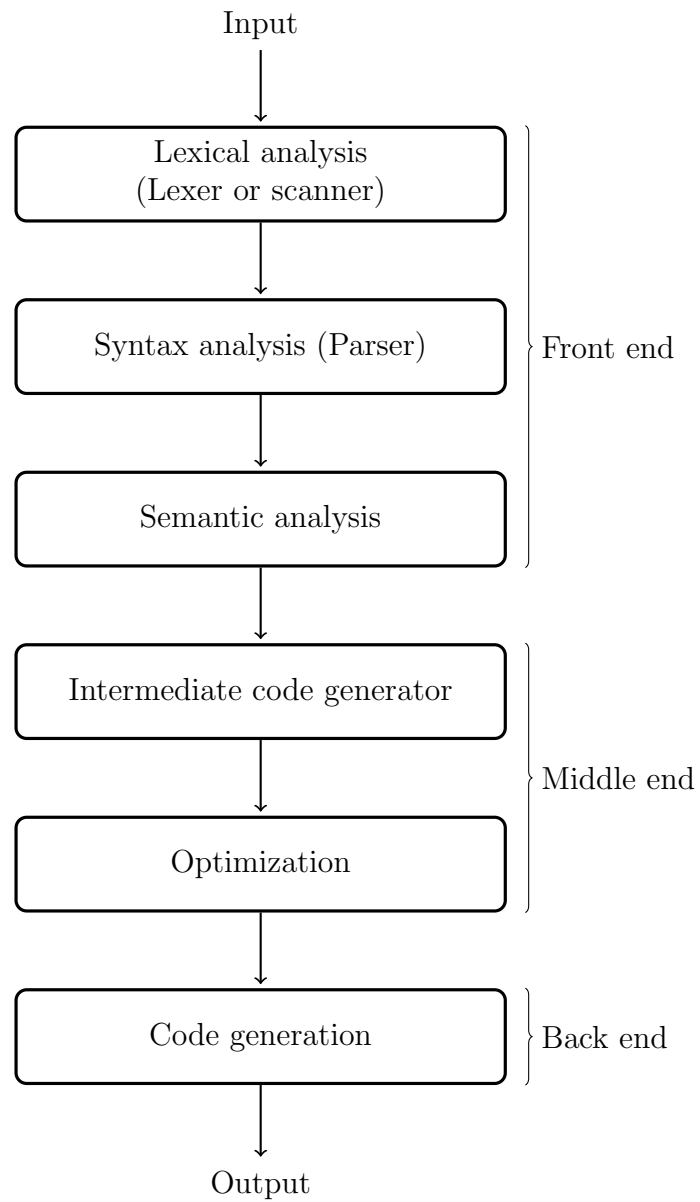 Input
Lexical analysis
(Lexer or scanner)
Syntax analysis (Parser)
Front end
Semantic analysis
Intermediate code generator
Middle end
Optimization
Code generation
Back end
Output